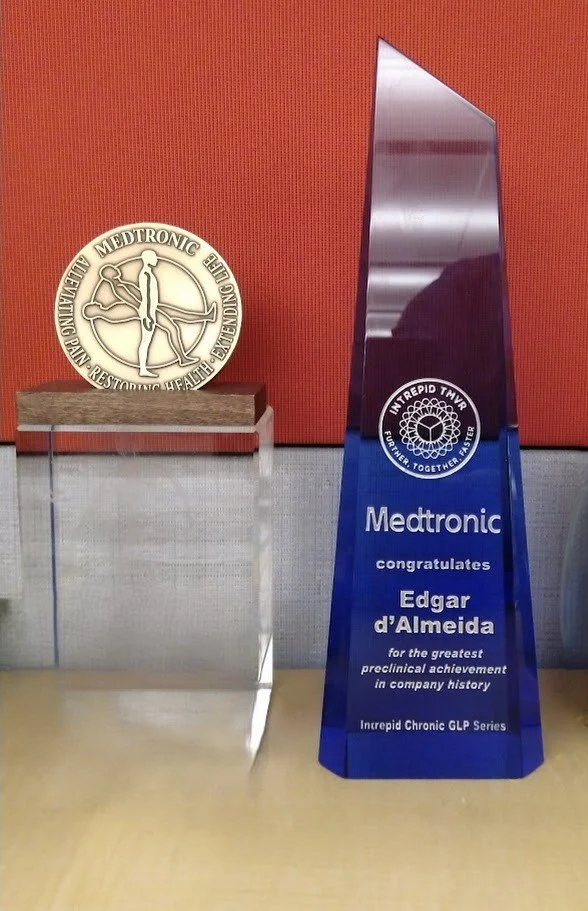 MEDTRONIC
ALLEVIATING PAIN · RESTORING HEALTH · EXTENDING LIFE
INTREPID TMVR
FURTHER, TOGETHER, FASTER
Medtronic
congratulates
Edgar
d'Almeida
for the greatest
preclinical achievement
in company history
Intrepid Chronic GLP Series